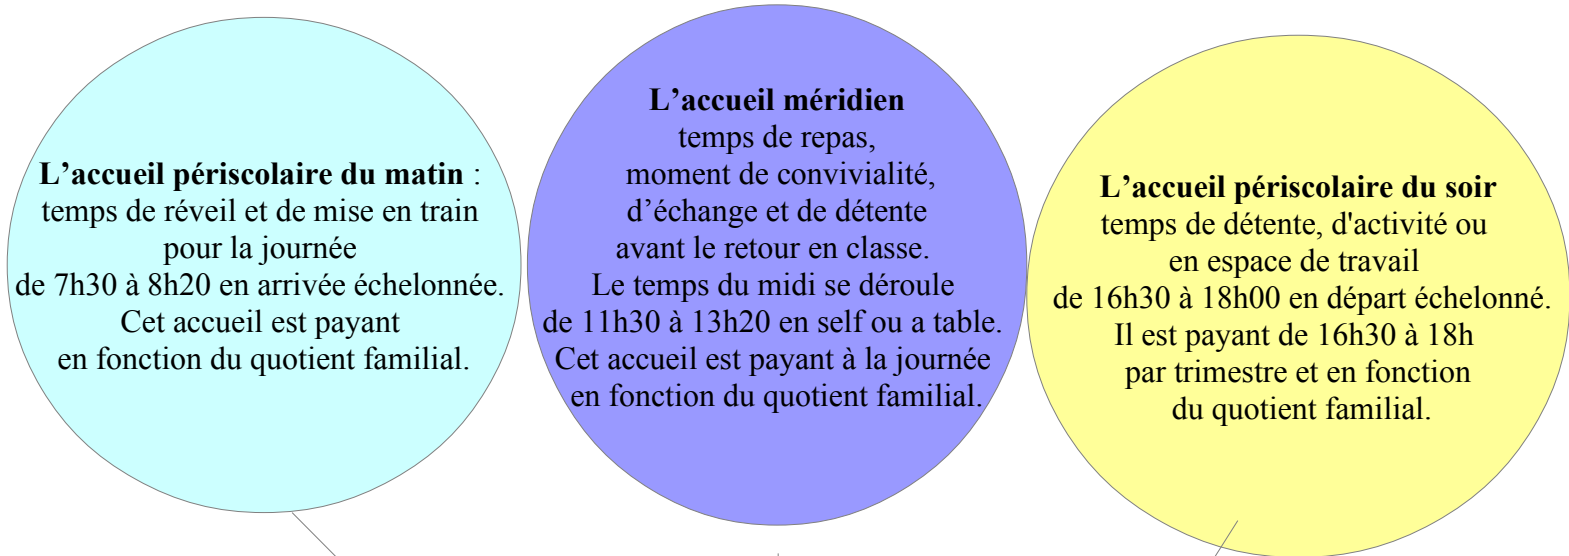 L’accueil périscolaire du matin :
temps de réveil et de mise en train
pour la journée
de 7h30 à 8h20 en arrivée échelonnée.
Cet accueil est payant
en fonction du quotient familial.
L’accueil méridien
temps de repas,
moment de convivialité,
d’échange et de détente
avant le retour en classe.
Le temps du midi se déroule
de 11h30 à 13h20 en self ou a table.
Cet accueil est payant à la journée
en fonction du quotient familial.
L’accueil périscolaire du soir
temps de détente, d'activité ou
en espace de travail
de 16h30 à 18h00 en départ échelonné.
Il est payant de 16h30 à 18h
par trimestre et en fonction
du quotient familial.